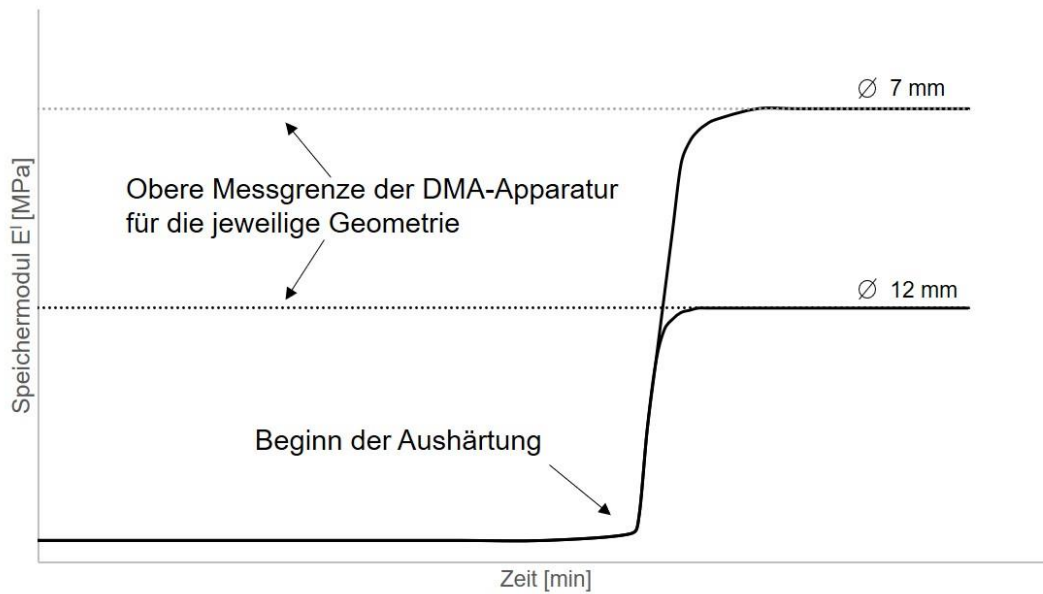 Speichermodul E' [MPa]
∅ 7 mm
Obere Messgrenze der DMA-Apparatur
für die jeweilige Geometrie
∅ 12 mm
Beginn der Aushärtung
Zeit [min]